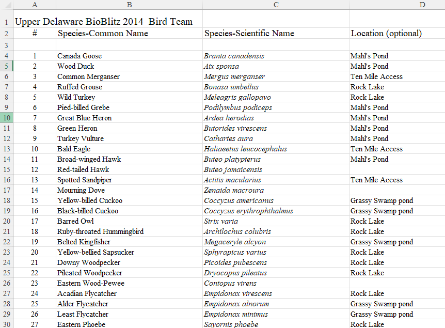 A B C D
1 Upper Delaware BioBlitz 2014 Bird Team
2 # Species-Common Name Species-Scientific Name Location (optional)
3
4 1 Canada Goose Branta canadensis Mahl's Pond
5 2 Wood Duck Aix sponsa Mahl's Pond
6 3 Common Merganser Mergus merganser Ten Mile Access
7 4 Ruffed Grouse Bonasa umbellus Rock Lake
8 5 Wild Turkey Meleagris gallopavo Rock Lake
9 6 Pied-billed Grebe Podilymbus podiceps Mahl's Pond
10 7 Great Blue Heron Ardea herodias Mahl's Pond
11 8 Green Heron Butorides virescens Mahl's Pond
12 9 Turkey Vulture Cathartes aura Mahl's Pond
13 10 Bald Eagle Haliaeetus leucocephalus Ten Mile Access
14 11 Broad-winged Hawk Buteo platypterus Mahl's Pond
15 12 Red-tailed Hawk Buteo jamaicensis
16 13 Spotted Sandpiper Actitis macularius Ten Mile Access
17 14 Mourning Dove Zenaida macroura
18 15 Yellow-billed Cuckoo Coccyzus americanus Grassy Swamp pond
19 16 Black-billed Cuckoo Coccyzus erythrophthalmus Grassy Swamp pond
20 17 Barred Owl Strix varia Rock Lake
21 18 Ruby-throated Hummingbird Archilochus colubris Rock Lake
22 19 Belted Kingfisher Megaceryle alcyon Grassy Swamp pond
23 20 Yellow-bellied Sapsucker Sphyrapicus varius Rock Lake
24 21 Downy Woodpecker Picoides pubescens Rock Lake
25 22 Pileated Woodpecker Dryocopus pileatus Rock Lake
26 23 Eastern Wood-Pewee Contopus virens
27 24 Acadian Flycatcher Empidonax virescens Rock Lake
28 25 Alder Flycatcher Empidonax alnorum Grassy Swamp pond
29 26 Least Flycatcher Empidonax minimus Grassy Swamp pond
30 27 Eastern Phoebe Sayornis phoebe Rock Lake